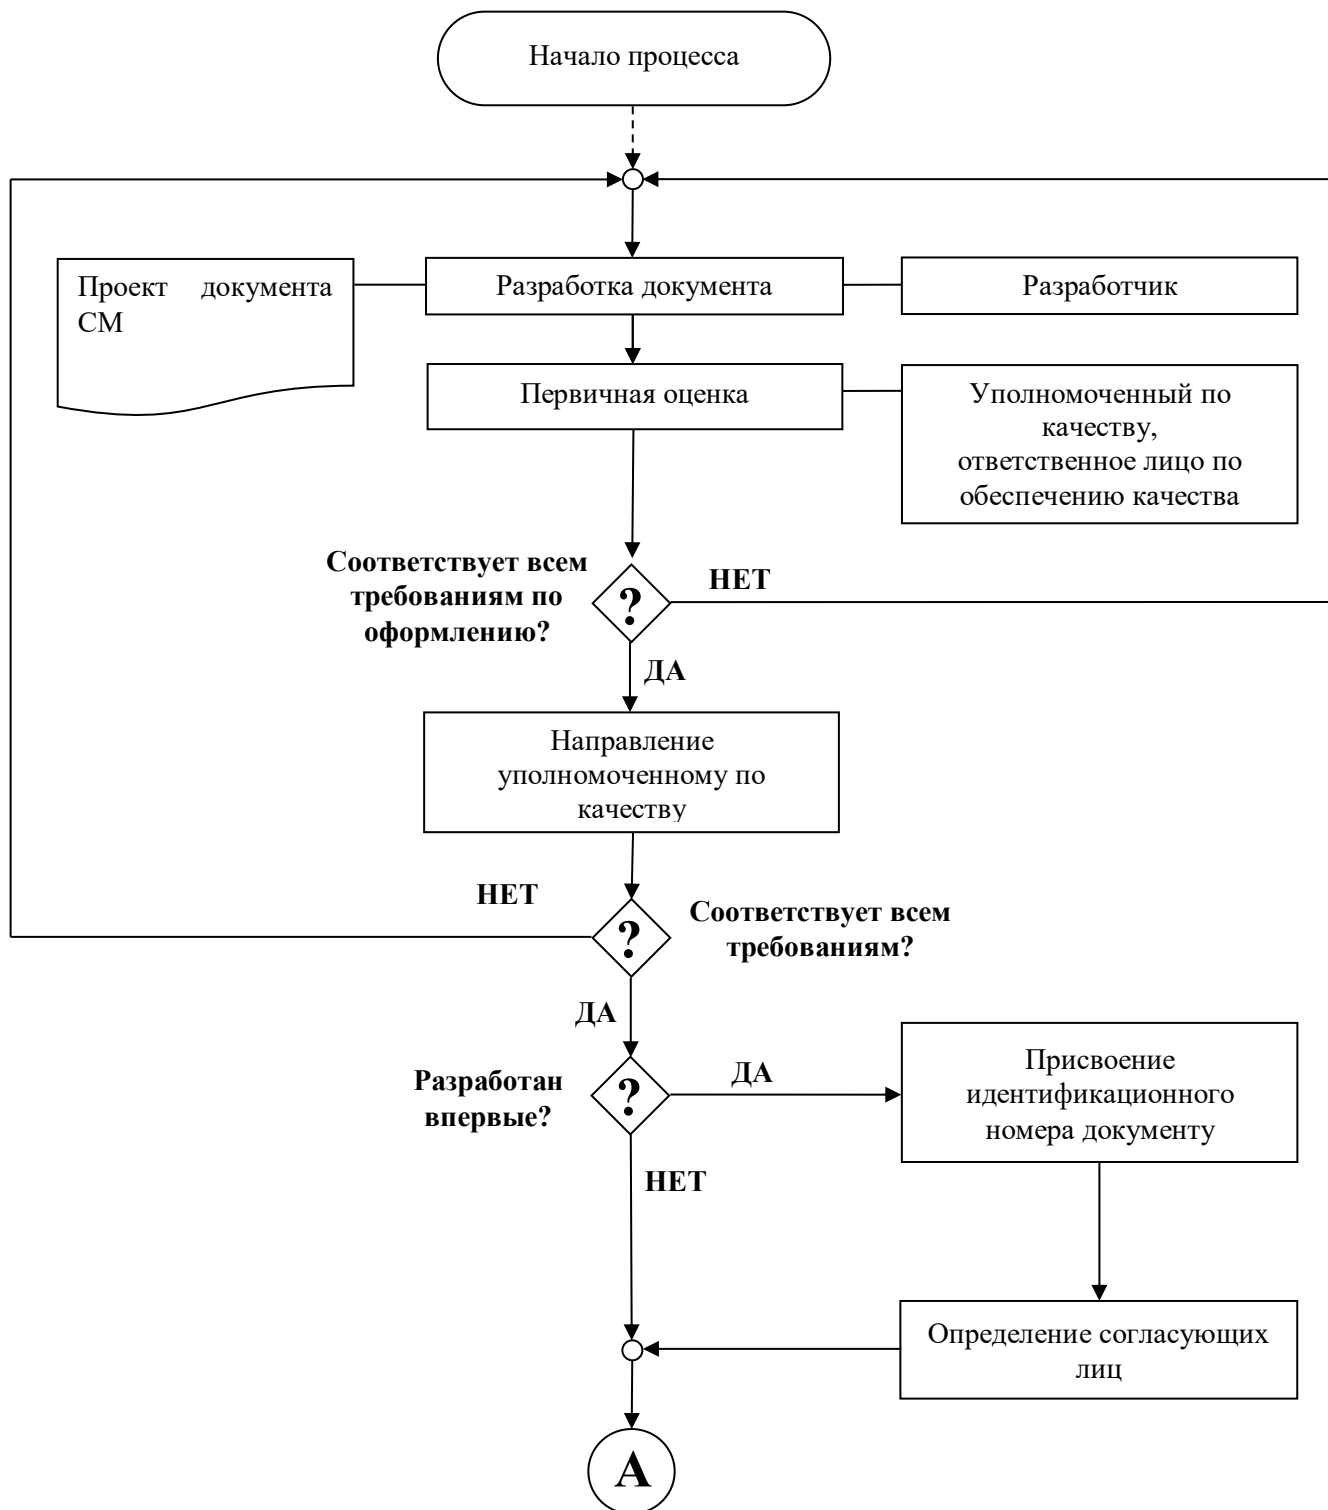 Начало процесса
Проект документа
СМ
Разработка документа
Разработчик
Первичная оценка
Уполномоченный по
качеству,
ответственное лицо по
обеспечению качества
Соответствует всем
требованиям по
оформлению?
?
НЕТ
ДА
Направление
уполномоченному по
качеству
НЕТ
?
Соответствует всем
требованиям?
ДА
Разработан
впервые?
?
ДА
Присвоение
идентификационного
номера документу
НЕТ
Определение согласующих
лиц
А